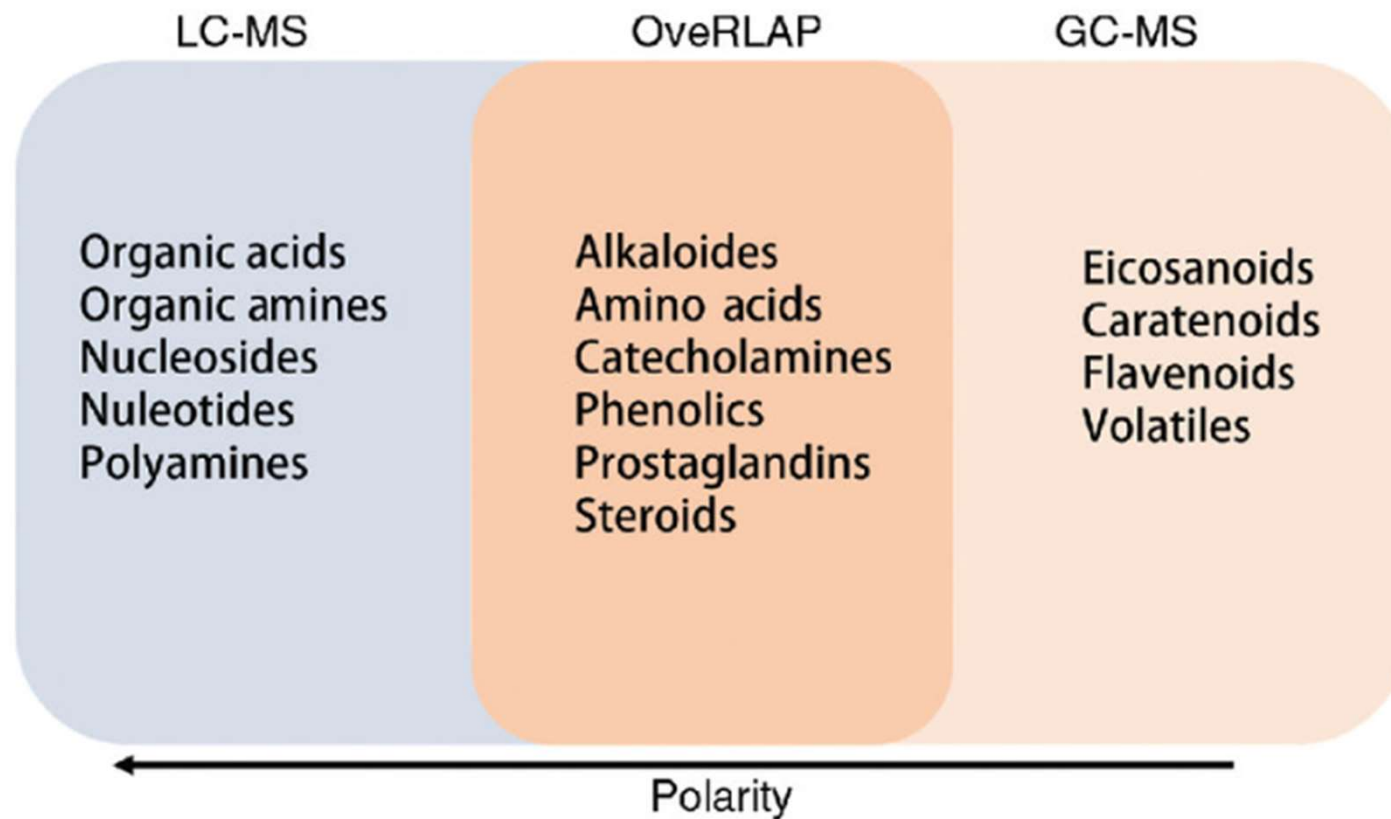 LC-MS
OveRLAP
GC-MS
Organic acids
Organic amines
Nucleosides
Nuleotides
Polyamines
Alkaloides
Amino acids
Catecholamines
Phenolics
Prostaglandins
Steroids
Eicosanoids
Caratenoids
Flavenoids
Volatiles
Polarity